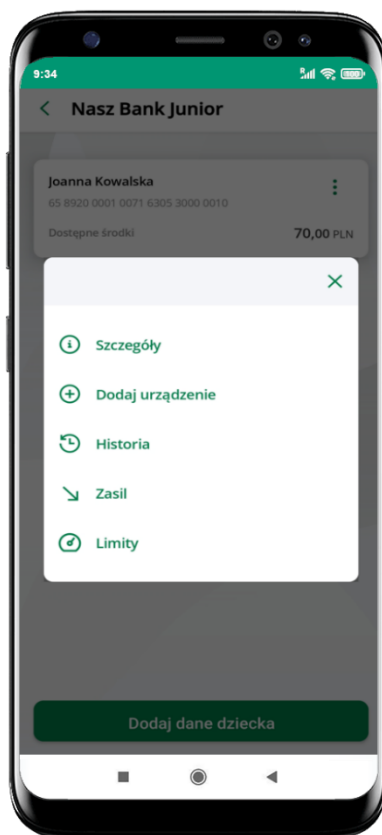 9:34
Nasz Bank Junior
Joanna Kowalska
65 8920 0001 0071 6305 3000 0010
Dostępne środki 70,00 PLN
Szczegóły
Dodaj urządzenie
Historia
Zasil
Limity
Dodaj dane dziecka